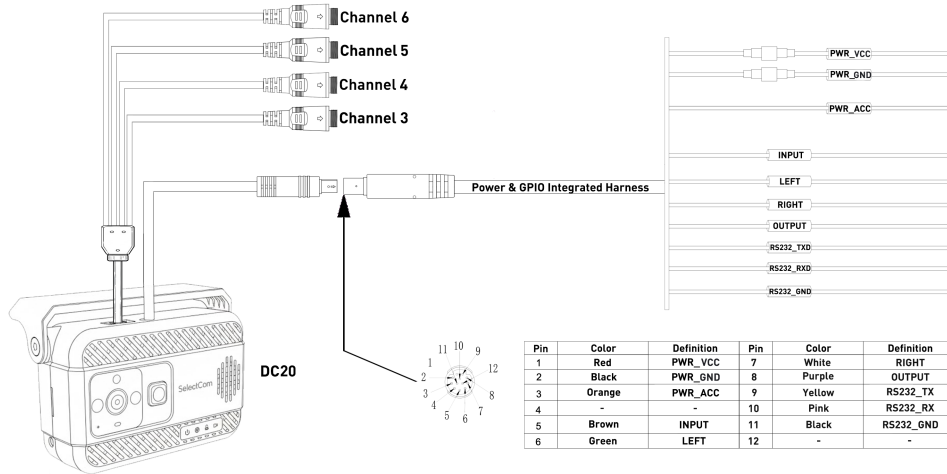 Channel 6
Channel 5
Channel 4
Channel 3
PWR_VCC
PWR_GND
PWR_ACC
INPUT
LEFT
RIGHT
OUTPUT
RS232_TXD
RS232_RXD
RS232_GND
Power & GPIO Integrated Harness
SelectCom
DC20
11 10 9
1 12
2
3 8
4 7
5 6
Pin Color Definition Pin Color Definition
1 Red PWR_VCC 7 White RIGHT
2 Black PWR_GND 8 Purple OUTPUT
3 Orange PWR_ACC 9 Yellow RS232_TX
4 - - 10 Pink RS232_RX
5 Brown INPUT 11 Black RS232_GND
6 Green LEFT 12 - -